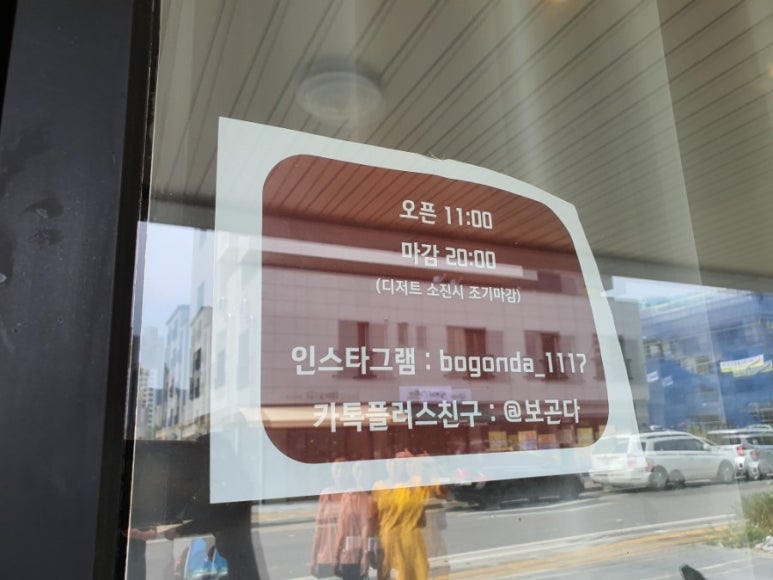 오픈 11:00
마감 20:00
(디저트 소진시 조기마감)
인스타그램 : bogonda_1117
카톡플러스친구 : @보곤다